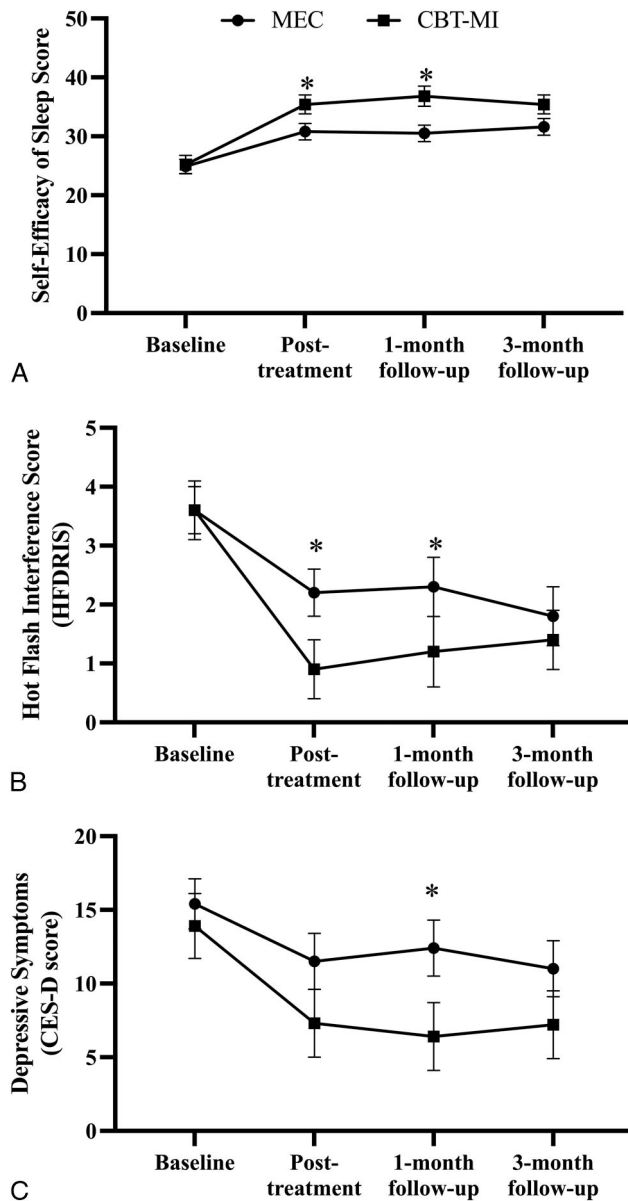 MEC CBT-MI
Self-Efficacy of Sleep Score
50
40
30
20
10
0
* *
Baseline Post- 1-month 3-month
treatment follow-up follow-up
A
Hot Flash Interference Score
(HFDRIS)
5
4
3
2
1
0
* *
Baseline Post- 1-month 3-month
treatment follow-up follow-up
B
Depressive Symptoms
(CES-D score)
20
15
10
5
0
*
Baseline Post- 1-month 3-month
treatment follow-up follow-up
C